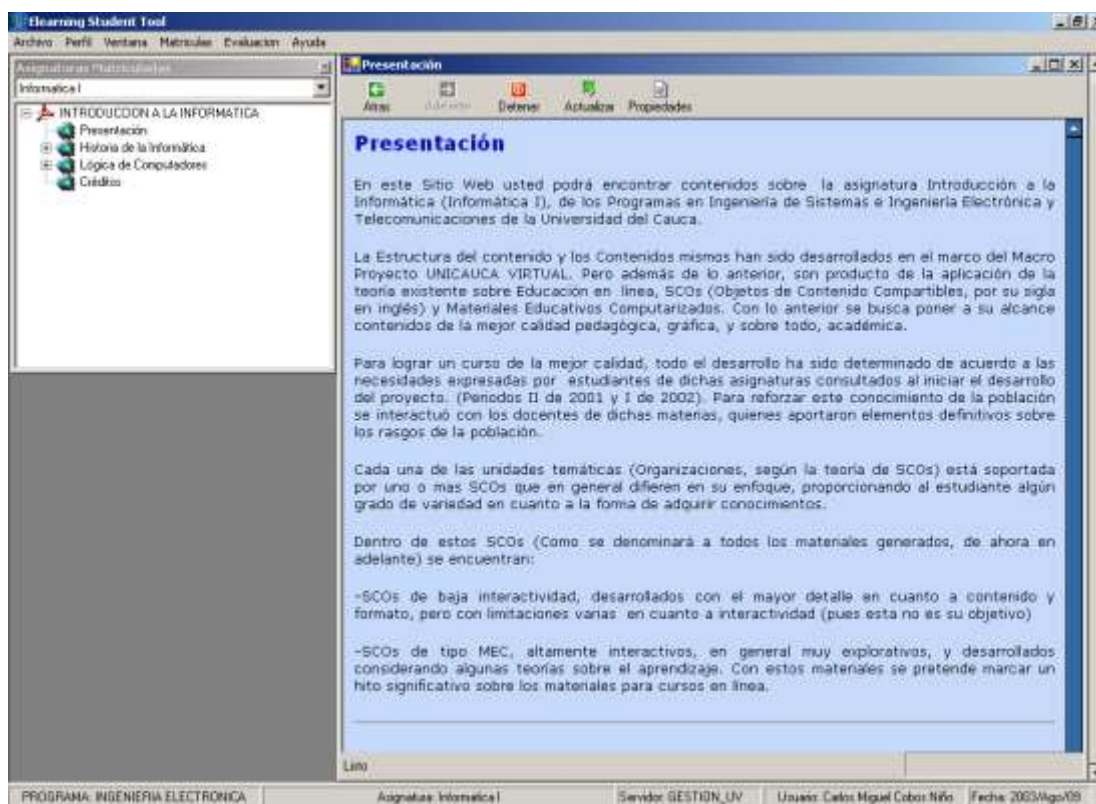 Elearning Student Tool
Archivo Perfil Ventana Matriculas Evaluacion Ayuda
Asignaturas Matriculadas
Informatica I
INTRODUCCION A LA INFORMATICA
Presentación
Historia de la Informática
Lógica de Computadores
Créditos
Presentación
Atras Adelante Detener Actualizar Propiedades
Presentación
En este Sitio Web usted podrá encontrar contenidos sobre la asignatura Introducción a la
Informática (Informática I), de los Programas en Ingeniería de Sistemas e Ingeniería Electrónica y
Telecomunicaciones de la Universidad del Cauca.
La Estructura del contenido y los Contenidos mismos han sido desarrollados en el marco del Macro
Proyecto UNICAUCA VIRTUAL. Pero además de lo anterior, son producto de la aplicación de la
teoría existente sobre Educación en línea, SCOs (Objetos de Contenido Compartibles, por su sigla
en inglés) y Materiales Educativos Computarizados. Con lo anterior se busca poner a su alcance
contenidos de la mejor calidad pedagógica, gráfica, y sobre todo, académica.
Para lograr un curso de la mejor calidad, todo el desarrollo ha sido determinado de acuerdo a las
necesidades expresadas por estudiantes de dichas asignaturas consultados al iniciar el desarrollo
del proyecto. (Periodos II de 2001 y I de 2002). Para reforzar este conocimiento de la población
se interactuó con los docentes de dichas materias, quienes aportaron elementos definitivos sobre
los rasgos de la población.
Cada una de las unidades temáticas (Organizaciones, según la teoría de SCOs) está soportada
por uno o mas SCOs que en general difieren en su enfoque, proporcionando al estudiante algún
grado de variedad en cuanto a la forma de adquirir conocimientos.
Dentro de estos SCOs (Como se denominará a todos los materiales generados, de ahora en
adelante) se encuentran:
-SCOs de baja interactividad, desarrollados con el mayor detalle en cuanto a contenido y
formato, pero con limitaciones varias en cuanto a interactividad (pues esta no es su objetivo)
-SCOs de tipo MEC, altamente interactivos, en general muy explorativos, y desarrollados
considerando algunas teorías sobre el aprendizaje. Con estos materiales se pretende marcar un
hito significativo sobre los materiales para cursos en línea.
Listo
PROGRAMA: INGENIERIA ELECTRONICA Asignatura: Informatica I Servidor: GESTION_UV Usuario: Carlos Miguel Cobos Niño Fecha: 2003/Ago/09